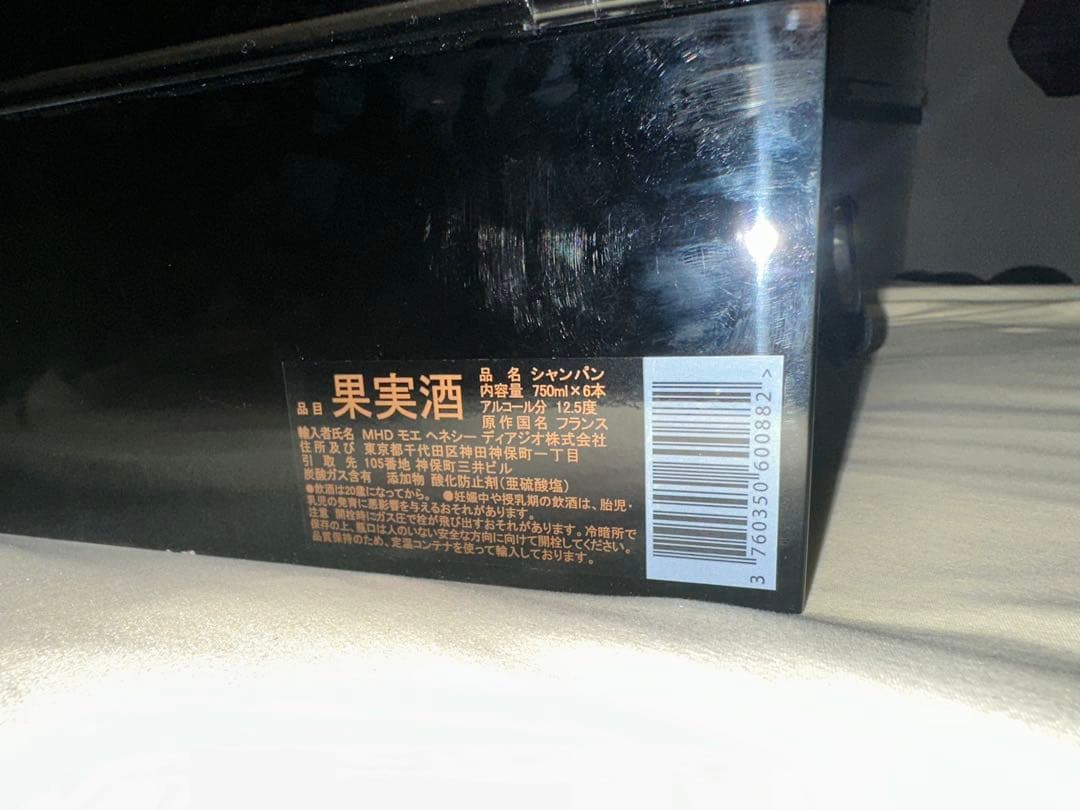 品目 果実酒
品 名 シャンパン
内容量 750ml×6本
アルコール分 12.5度
原作国名 フランス
輸入者氏名 MHD モエ ヘネシー ディアジオ株式会社
住所及び 東京都千代田区神田神保町一丁目
引 取 先 105番地 神保町三井ビル
炭酸ガス含有 添加物 酸化防止剤(亜硫酸塩)
●飲酒は20歳になってから。 ●妊娠中や授乳期の飲酒は、胎児・
乳児の発育に悪影響を与えるおそれがあります。
注意 開栓時にガス圧で栓が飛び出すおそれがあります。冷暗所で
保存の上、瓶口は人のいない安全な方向に向けて開栓してください。
品質保持のため、定温コンテナを使って輸入しております。
3 760350 600882 >